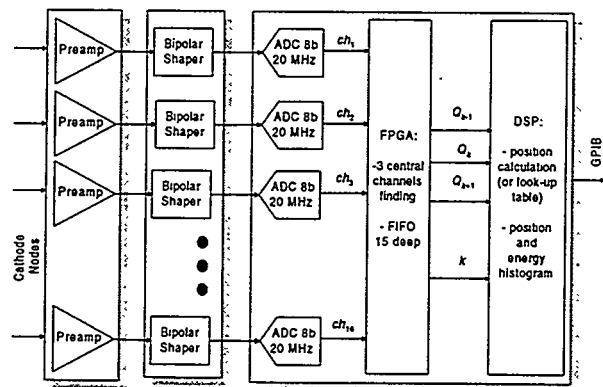 Preamp
Bipolar
Shaper
ADC 8b
20 MHz
ch1
Preamp
Bipolar
Shaper
ADC 8b
20 MHz
ch2
Preamp
Bipolar
Shaper
ADC 8b
20 MHz
ch3
Preamp
Bipolar
Shaper
ADC 8b
20 MHz
ch16
Cathode
Nodes
FPGA:
-3 central
channels
finding
- FIFO
15 deep
Qk-1
Qk
Qk+1
k
DSP:
- position
calculation
(or look-up
table)
- position
and
energy
histogram
GPIB